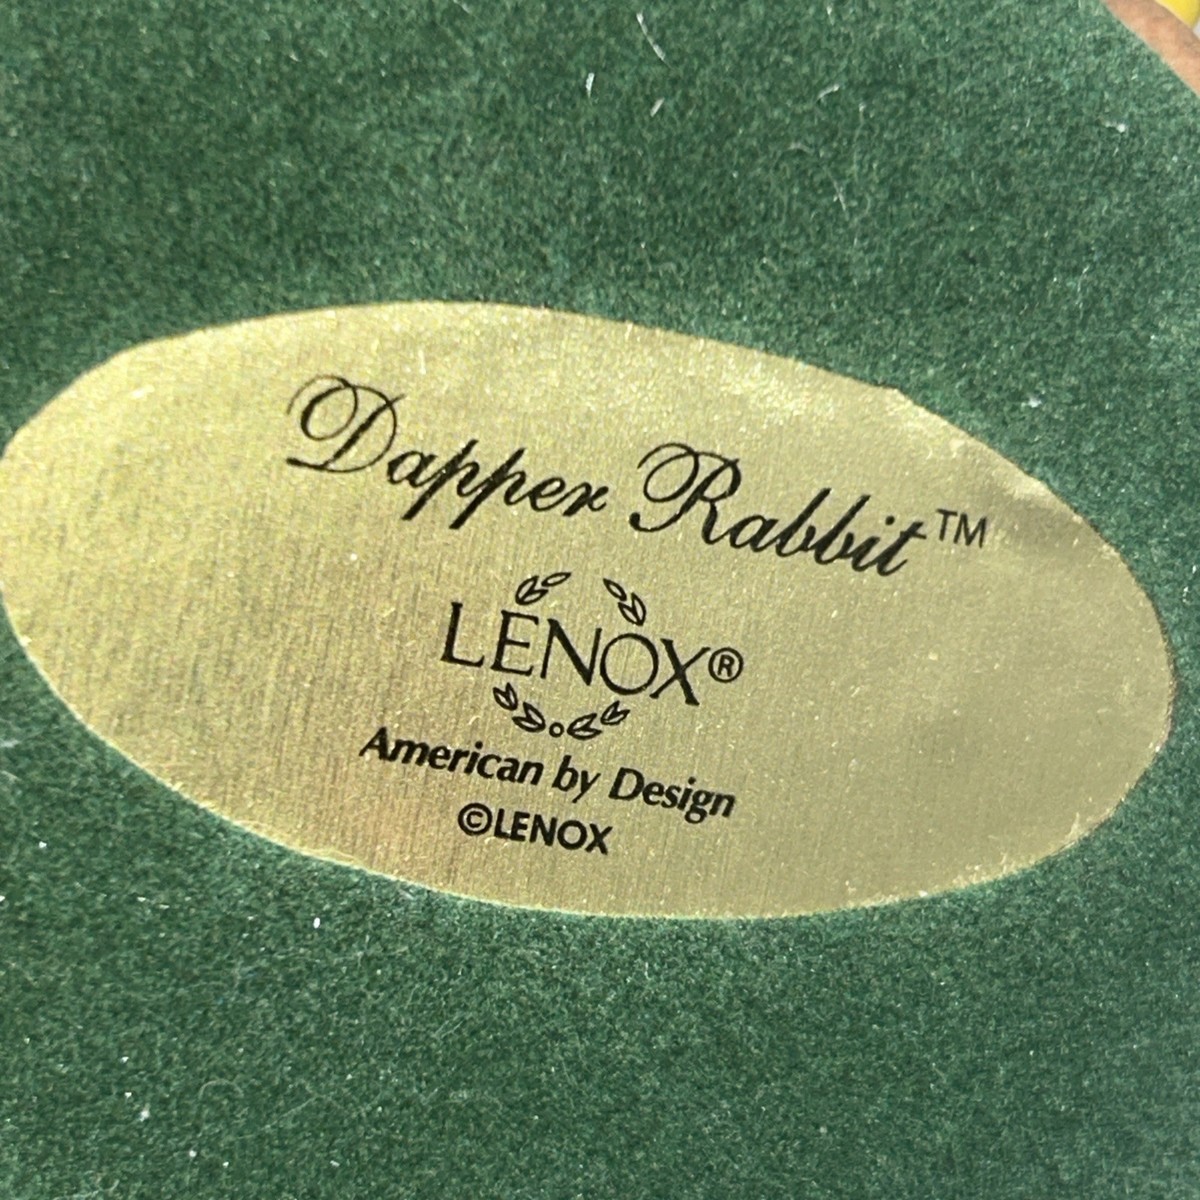 Dapper Rabbit™
LENOX®
American by Design
©LENOX